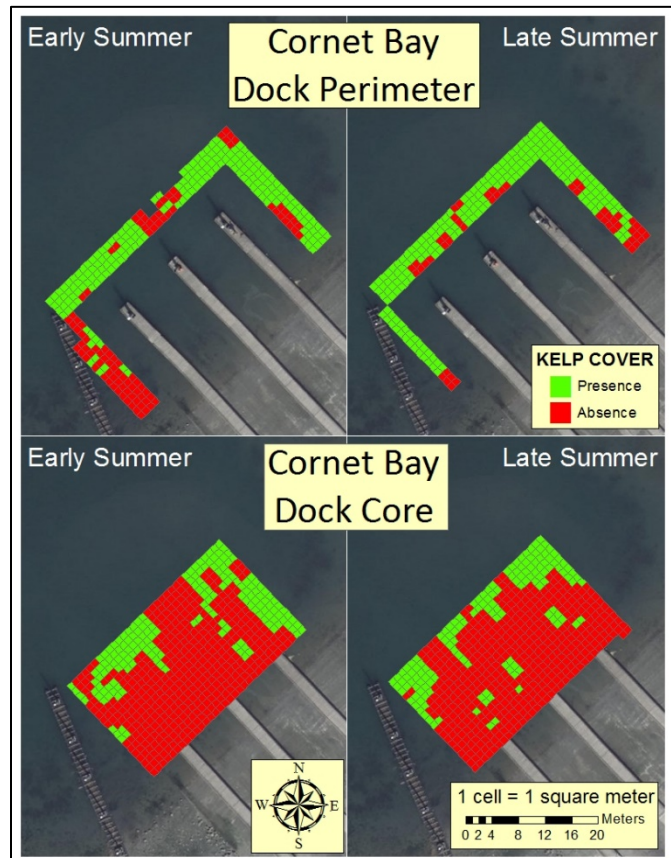 Early Summer
Cornet Bay
Dock Perimeter
Late Summer
KELP COVER
Presence
Absence
Early Summer
Cornet Bay
Dock Core
Late Summer
N
W E
S
1 cell = 1 square meter
Meters
0 2 4 8 12 16 20